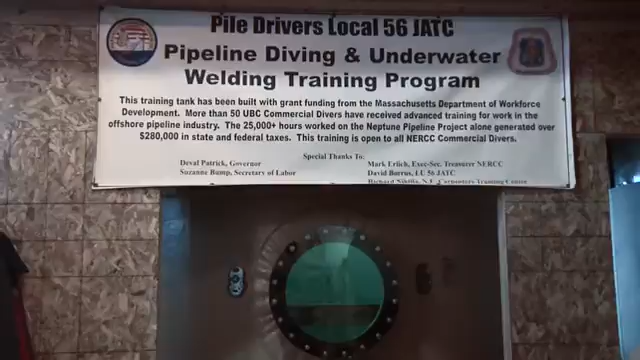 Pile Drivers Local 56 JATC
Pipeline Diving & Underwater
Welding Training Program
This training tank has been built with grant funding from the Massachusetts Department of Workforce
Development. More than 50 UBC Commercial Divers have received advanced training for work in the
offshore pipeline industry. The 25,000+ hours worked on the Neptune Pipeline Project alone generated over
$280,000 in state and federal taxes. This training is open to all NERCC Commercial Divers.
Special Thanks To:
Deval Patrick, Governor
Suzanne Bump, Secretary of Labor
Mark Erlich, Exec-Sec. Treasurer NERCC
David Borrus, LU 56 JATC
Carpenters Training Center